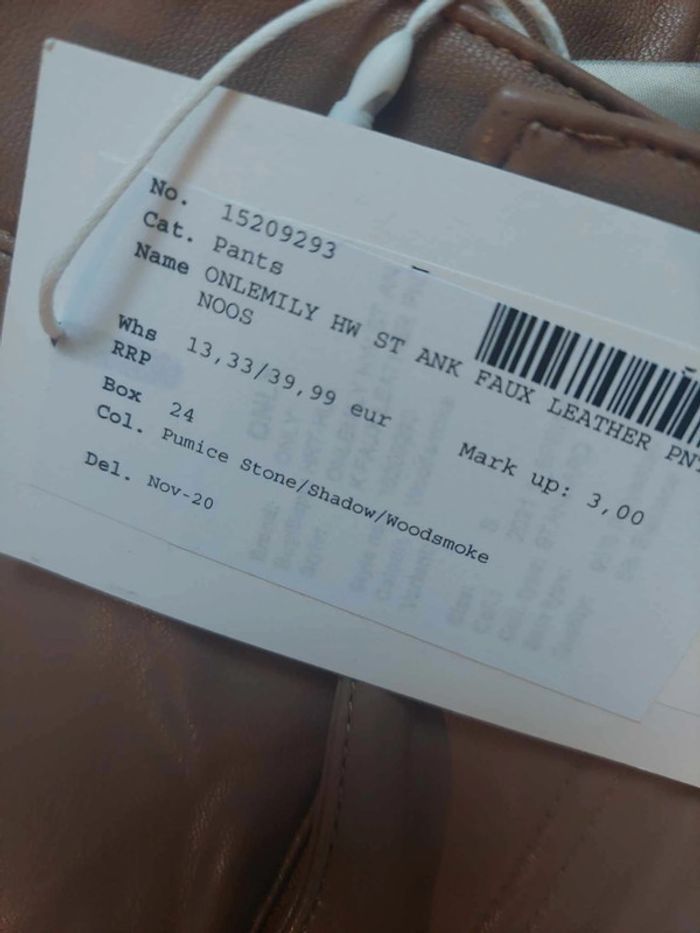 No. 15209293
Cat. Pants
Name ONLEMILY HW ST ANK FAUX LEATHER PN
NOOS
Whs
RRP 13,33/39,99 eur Mark up: 3,00
Box 24
Col. Pumice Stone/Shadow/Woodsmoke
Del. Nov-20